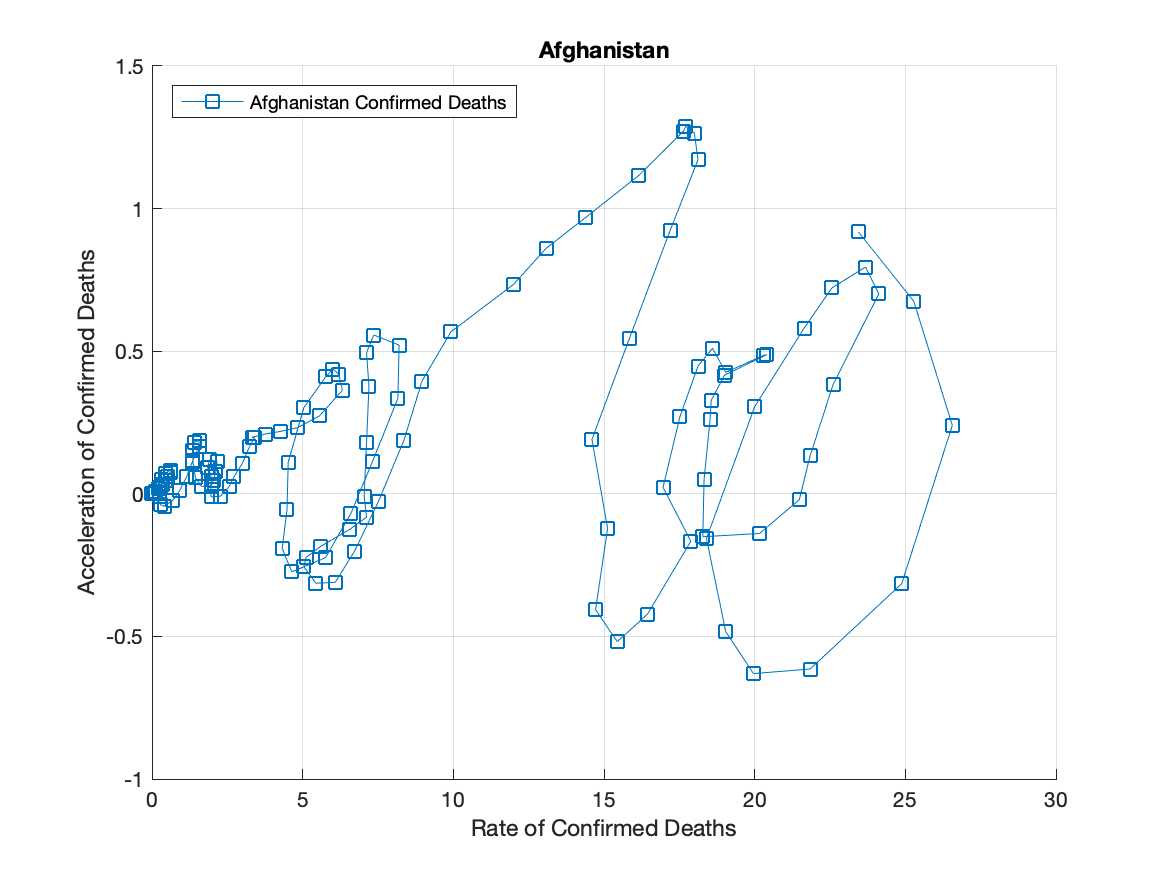 Afghanistan
1.5
Afghanistan Confirmed Deaths
1
0.5
0
-0.5
-1
Acceleration of Confirmed Deaths
0 5 10 15 20 25 30
Rate of Confirmed Deaths